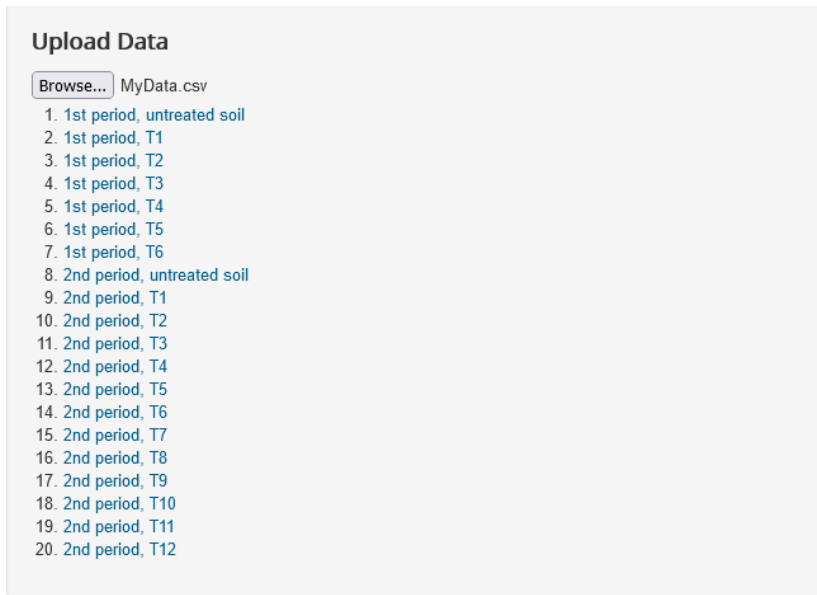 Upload Data
Browse... MyData.csv
1. 1st period, untreated soil
2. 1st period, T1
3. 1st period, T2
4. 1st period, T3
5. 1st period, T4
6. 1st period, T5
7. 1st period, T6
8. 2nd period, untreated soil
9. 2nd period, T1
10. 2nd period, T2
11. 2nd period, T3
12. 2nd period, T4
13. 2nd period, T5
14. 2nd period, T6
15. 2nd period, T7
16. 2nd period, T8
17. 2nd period, T9
18. 2nd period, T10
19. 2nd period, T11
20. 2nd period, T12